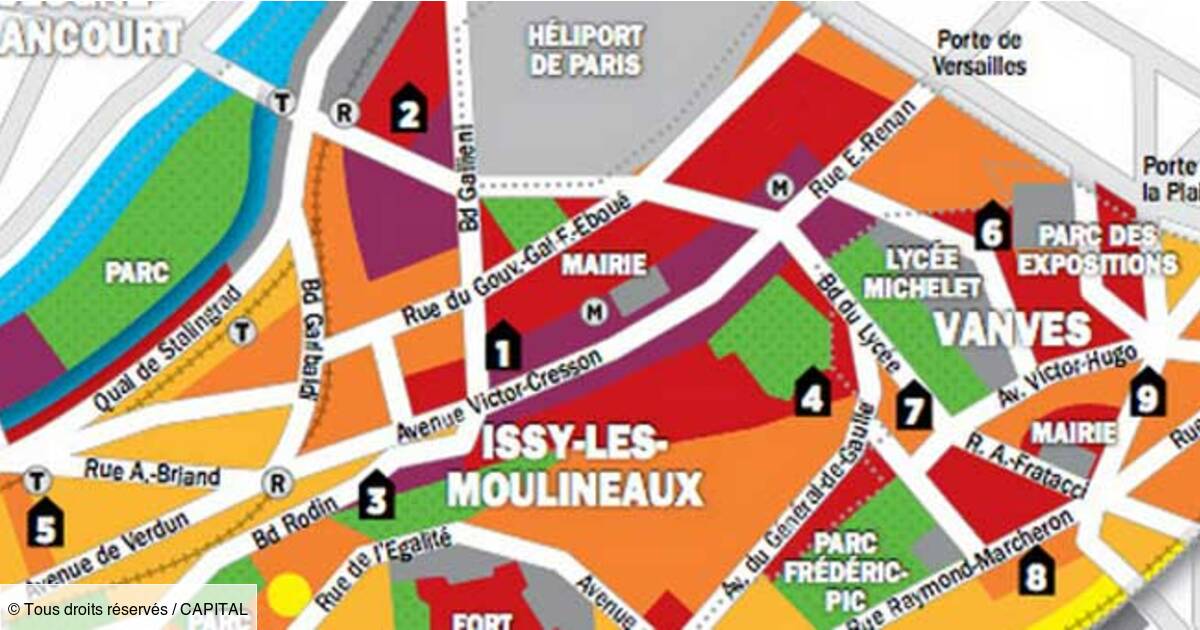 ANCOURT
HÉLIPORT
DE PARIS
Porte de
Versailles
T
R
2
Bd Gallieni
M
Rue E.-Renan
Porte
6
PARC DES
EXPOSITIONS
LYCÉE
MICHELET
VANVES
PARC
MAIRIE
Rue du Gouv.-Gal-F.-Eboué
M
Bd du Lycée
Quai de Stalingrad
T
Bd Garibaldi
1
Avenue Victor-Cresson
4
7
Av. Victor-Hugo
9
ISSY-LES-
MOULINEAUX
MAIRIE
R. A.-Fratacci
Rue
Rue A.-Briand
T
R
5
3
Avenue de Verdun
Bd Rodin
Rue de l'Egalité
Av. du Général-de-Gaulle
PARC
FRÉDÉRIC-
PIC
Rue Raymond-Marcheron
8
Avenue
FORT
PARC
© Tous droits réservés / CAPITAL